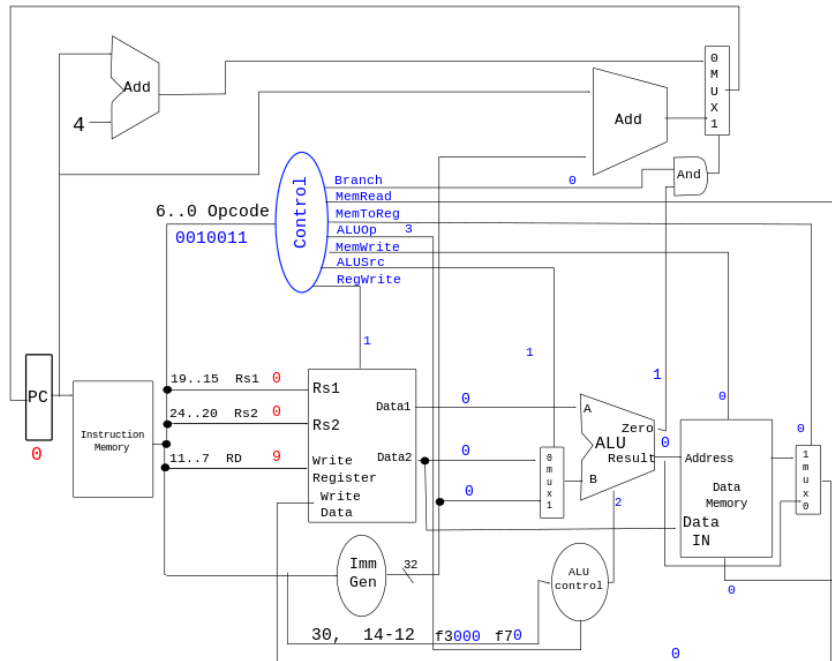 0
M
U
X
1
Add
4
Add
And
Branch 0
MemRead
6..0 Opcode
0010011
Control
MemToReg
ALUOp 3
MemWrite
ALUSrc
RegWrite
1
1
1
0
0
PC
0
Instruction
Memory
19..15 Rs1 0
24..20 Rs2 0
11..7 RD 9
Rs1
Rs2
Write
Register
Write
Data
Data1
Data2
0
0
0
0
m
u
x
1
A
B
ALU
Zero
Result
0
2
Address
Data
Memory
Data
IN
0
1
m
u
x
0
Imm
Gen
32
ALU
control
30, 14-12 f3000 f70
0